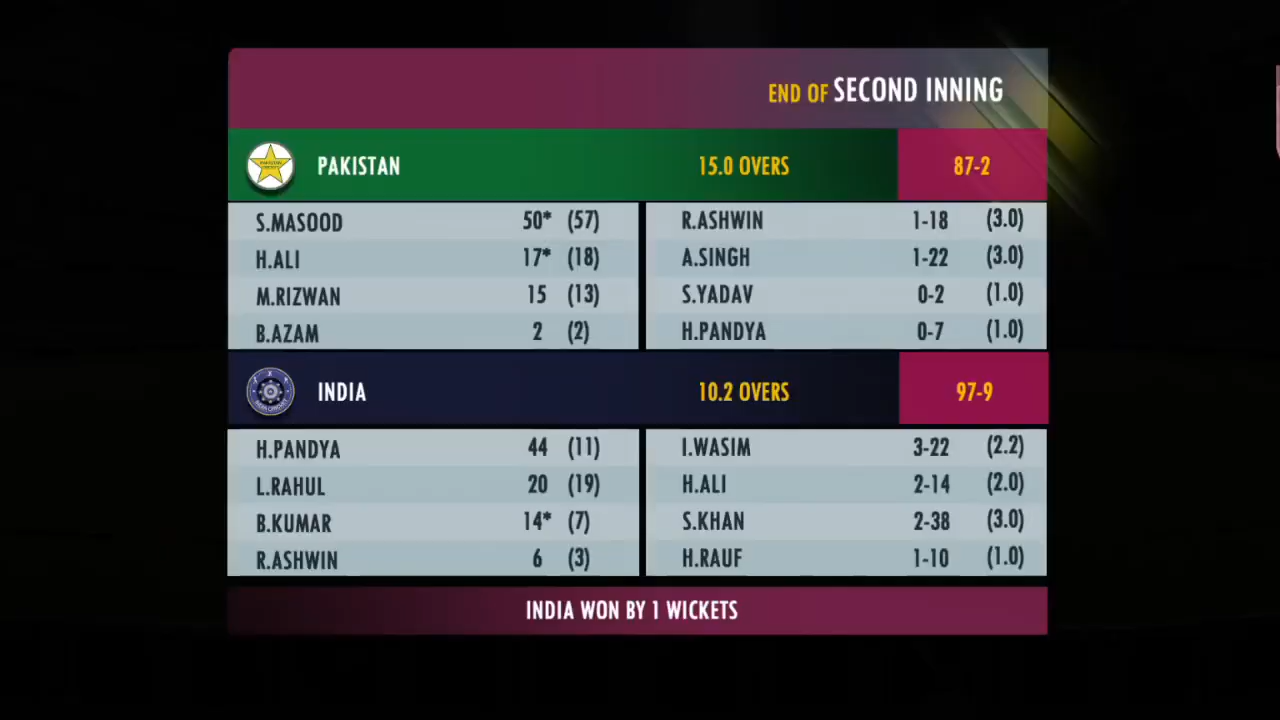 END OF SECOND INNING
PAKISTAN 15.0 OVERS 87-2
S.MASOOD 50* (57) R.ASHWIN 1-18 (3.0)
H.ALI 17* (18) A.SINGH 1-22 (3.0)
M.RIZWAN 15 (13) S.YADAV 0-2 (1.0)
B.AZAM 2 (2) H.PANDYA 0-7 (1.0)
INDIA 10.2 OVERS 97-9
H.PANDYA 44 (11) I.WASIM 3-22 (2.2)
L.RAHUL 20 (19) H.ALI 2-14 (2.0)
B.KUMAR 14* (7) S.KHAN 2-38 (3.0)
R.ASHWIN 6 (3) H.RAUF 1-10 (1.0)
INDIA WON BY 1 WICKETS